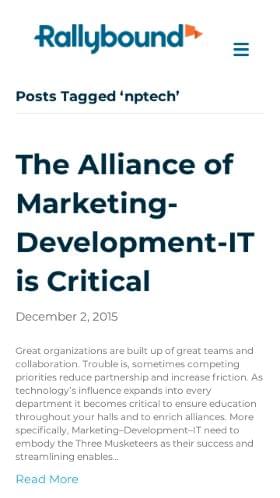 Rallybound
Posts Tagged ‘nptech’
The Alliance of
Marketing-
Development-IT
is Critical
December 2, 2015
Great organizations are built up of great teams and
collaboration. Trouble is, sometimes competing
priorities reduce partnership and increase friction. As
technology’s influence expands into every
department it becomes critical to ensure education
throughout your halls and to enrich alliances. More
specifically, Marketing–Development–IT need to
embody the Three Musketeers as their success and
streamlining enables…
Read More